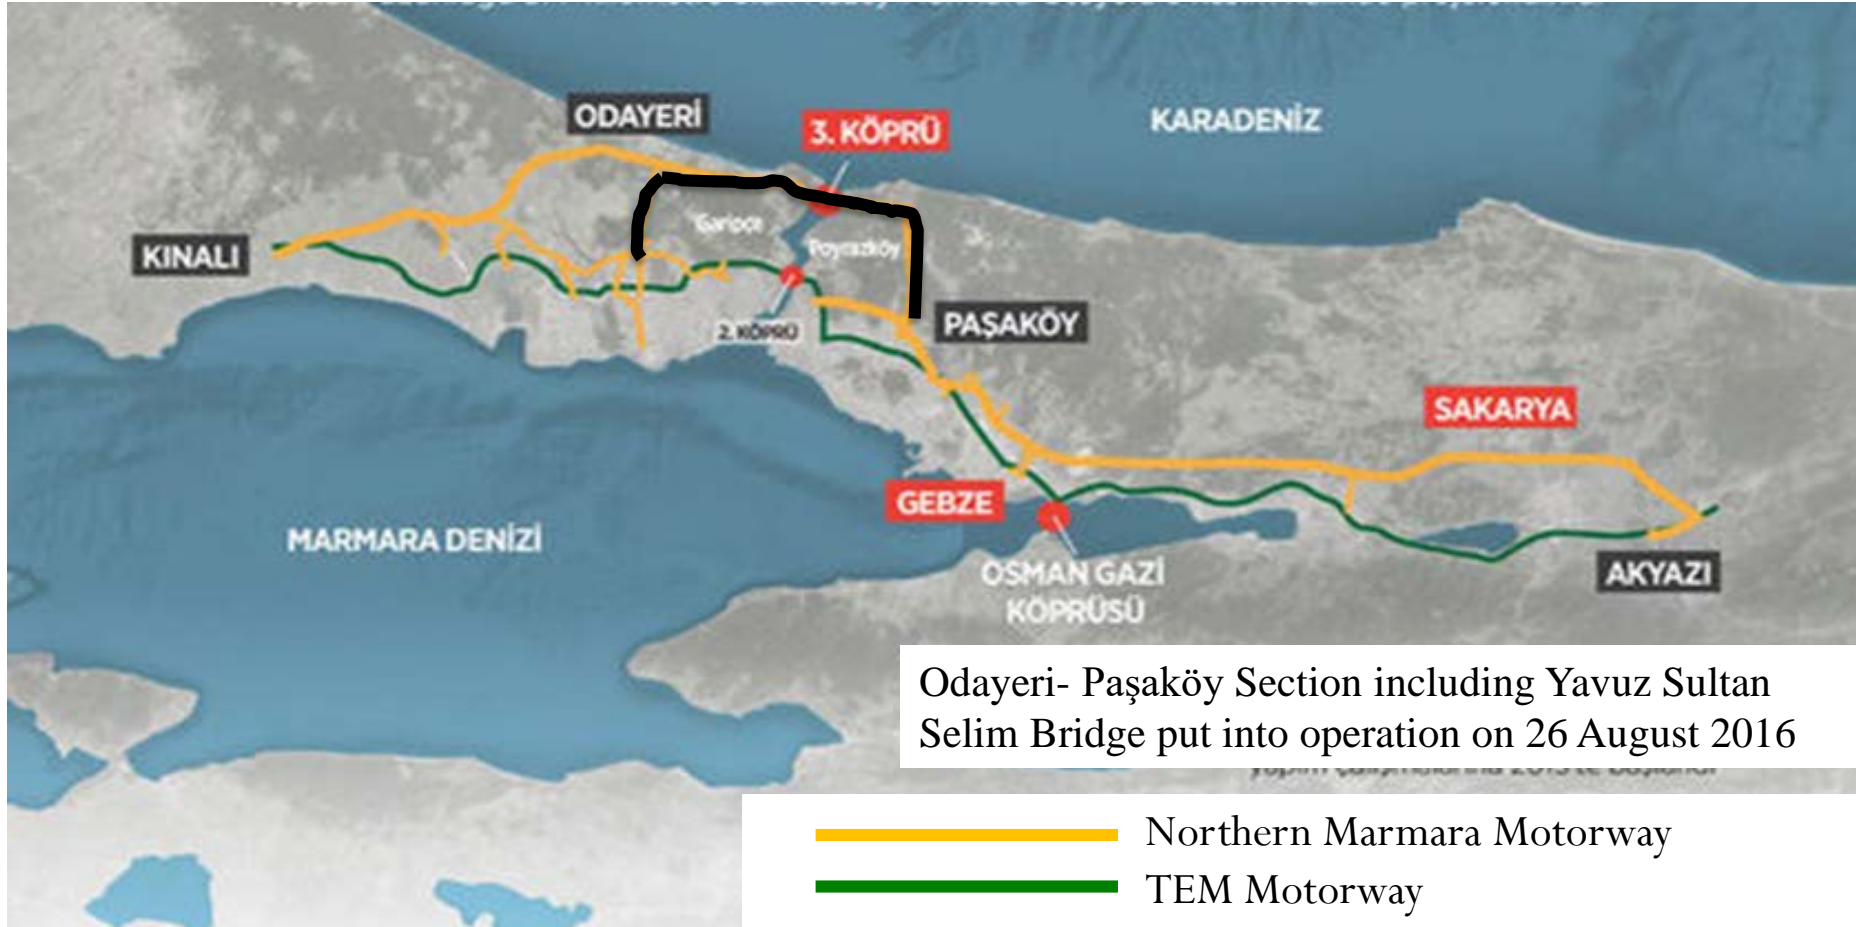 ODAYERİ
3. KÖPRÜ
KARADENİZ
Garipçe
Poyrazköy
KINALI
2. KÖPRÜ
PAŞAKÖY
SAKARYA
GEBZE
MARMARA DENİZİ
OSMAN GAZİ
KÖPRÜSÜ
AKYAZI
Odayeri- Paşaköy Section including Yavuz Sultan
Selim Bridge put into operation on 26 August 2016
Northern Marmara Motorway
TEM Motorway